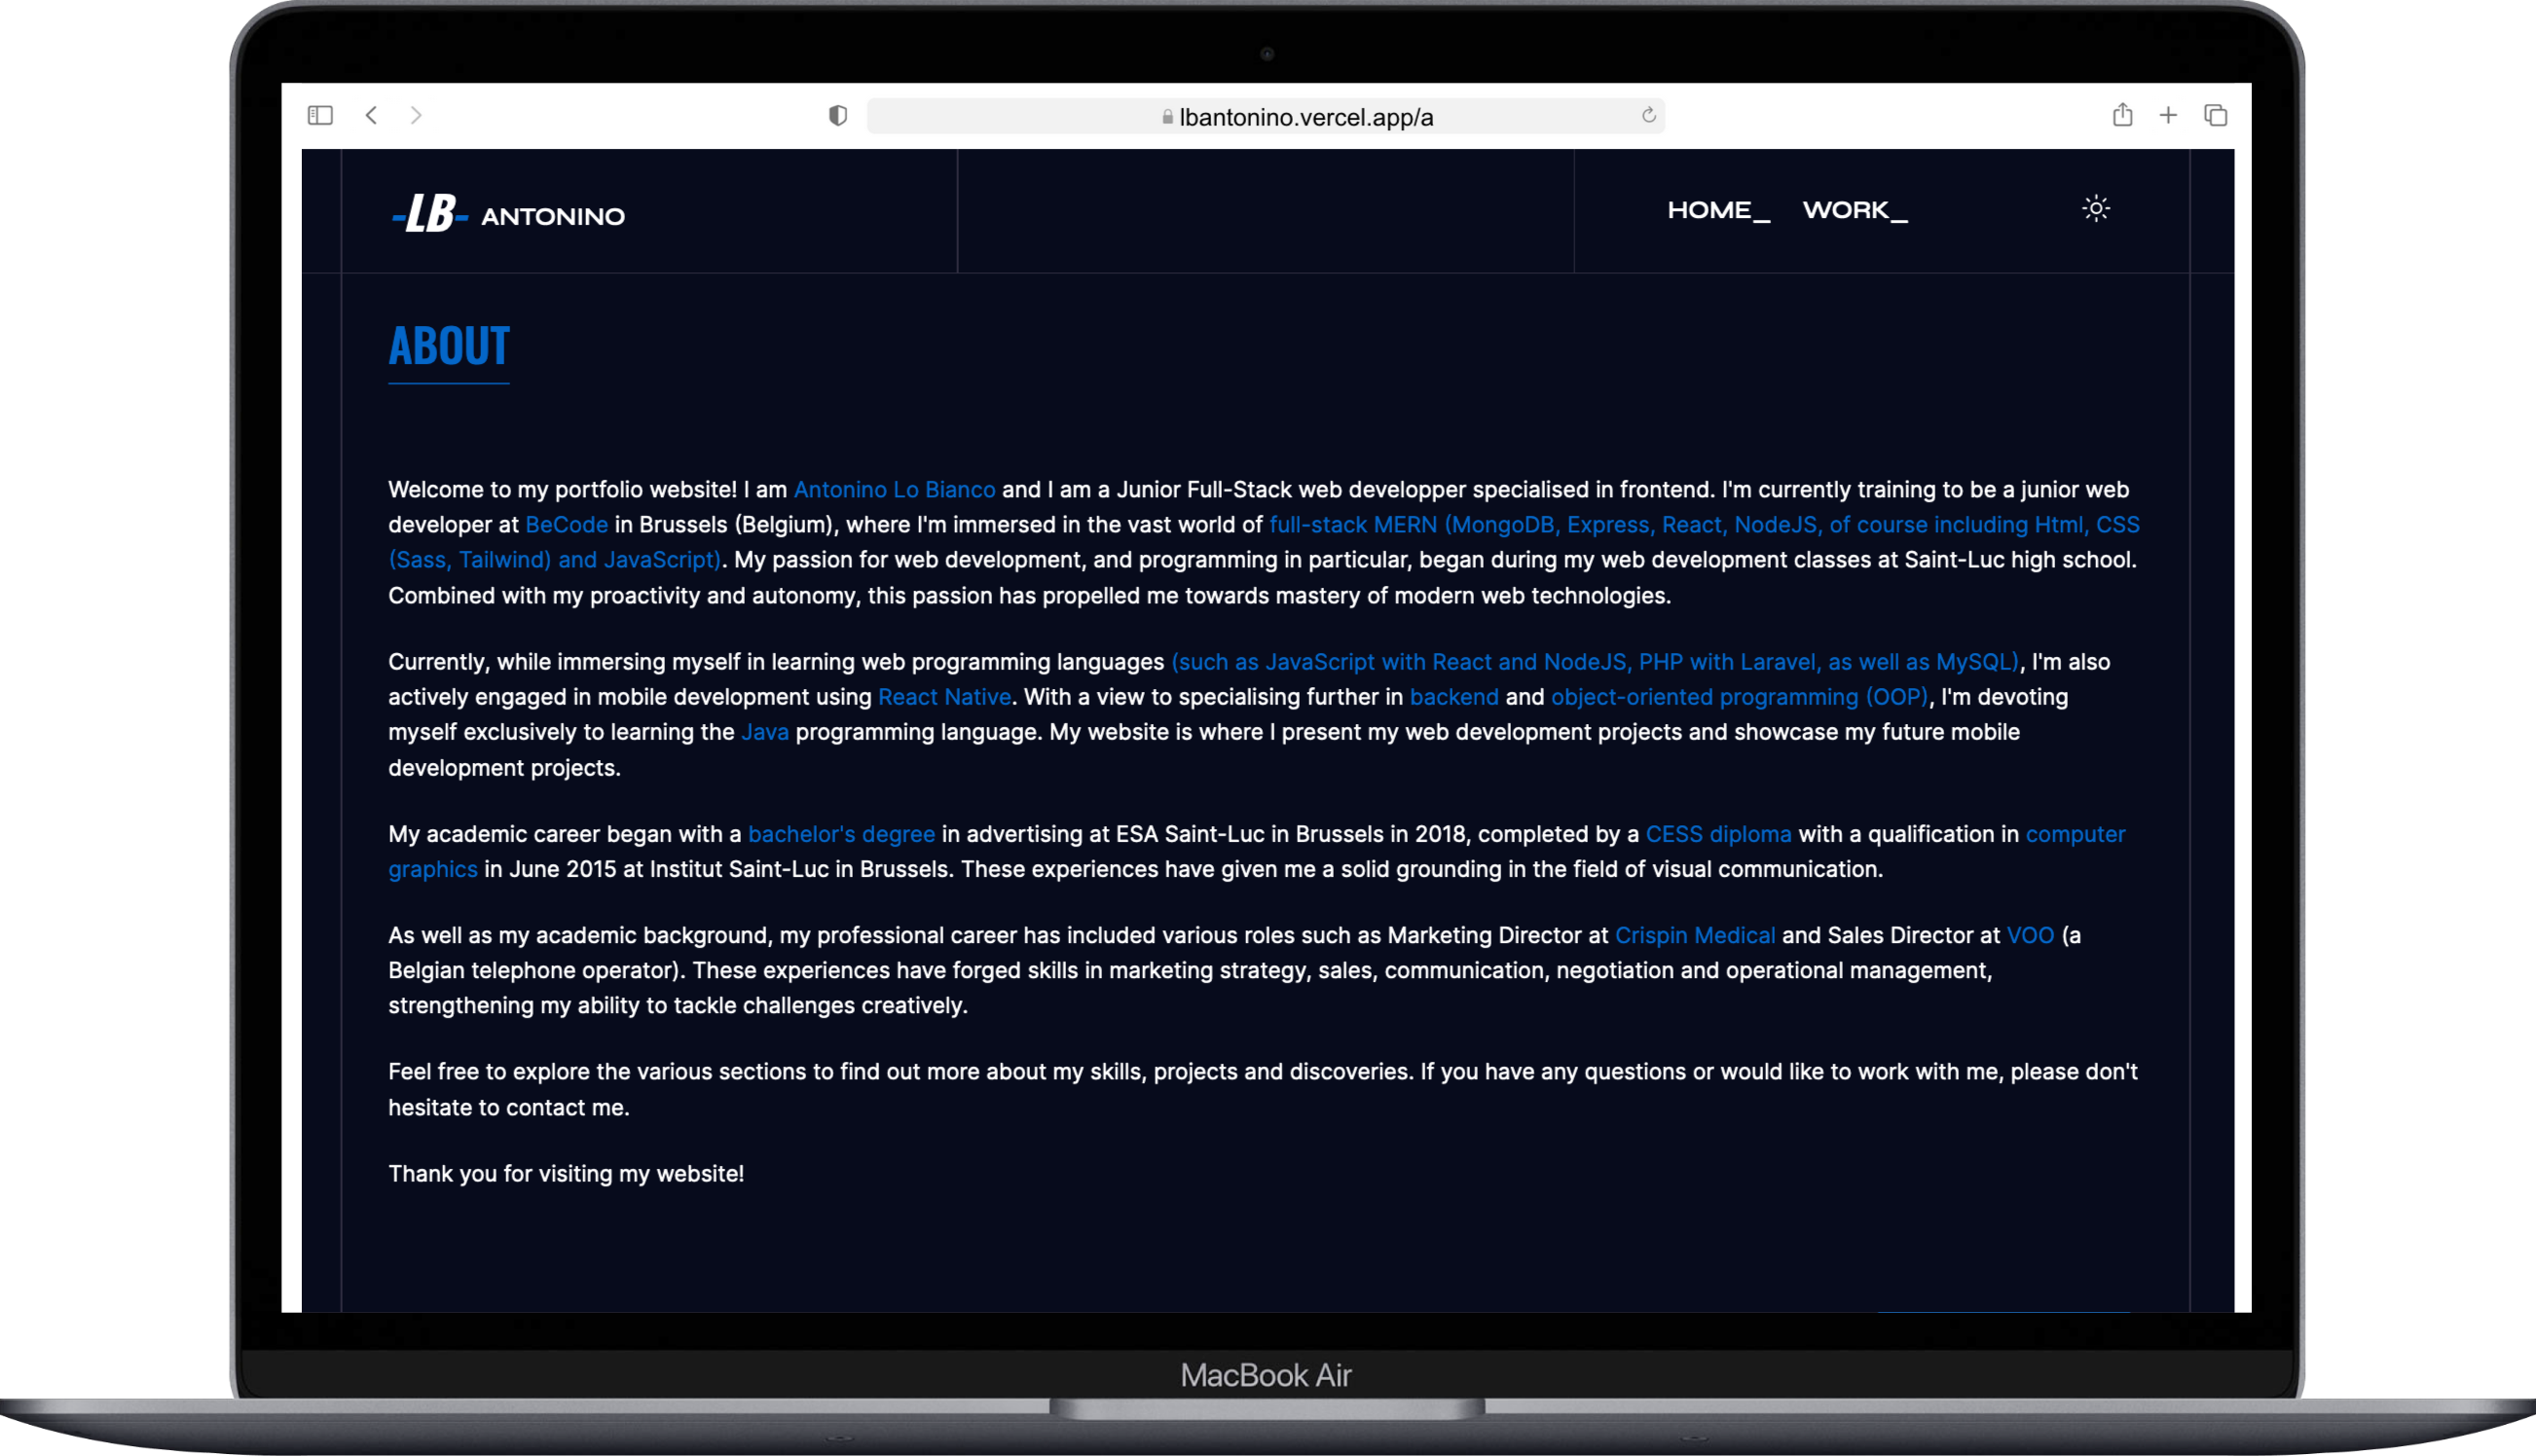 lbantonino.vercel.app/a
-LB- ANTONINO
HOME_ WORK_
ABOUT
Welcome to my portfolio website! I am Antonino Lo Bianco and I am a Junior Full-Stack web developper specialised in frontend. I'm currently training to be a junior web
developer at BeCode in Brussels (Belgium), where I'm immersed in the vast world of full-stack MERN (MongoDB, Express, React, NodeJS, of course including Html, CSS
(Sass, Tailwind) and JavaScript). My passion for web development, and programming in particular, began during my web development classes at Saint-Luc high school.
Combined with my proactivity and autonomy, this passion has propelled me towards mastery of modern web technologies.
Currently, while immersing myself in learning web programming languages (such as JavaScript with React and NodeJS, PHP with Laravel, as well as MySQL), I'm also
actively engaged in mobile development using React Native. With a view to specialising further in backend and object-oriented programming (OOP), I'm devoting
myself exclusively to learning the Java programming language. My website is where I present my web development projects and showcase my future mobile
development projects.
My academic career began with a bachelor's degree in advertising at ESA Saint-Luc in Brussels in 2018, completed by a CESS diploma with a qualification in computer
graphics in June 2015 at Institut Saint-Luc in Brussels. These experiences have given me a solid grounding in the field of visual communication.
As well as my academic background, my professional career has included various roles such as Marketing Director at Crispin Medical and Sales Director at VOO (a
Belgian telephone operator). These experiences have forged skills in marketing strategy, sales, communication, negotiation and operational management,
strengthening my ability to tackle challenges creatively.
Feel free to explore the various sections to find out more about my skills, projects and discoveries. If you have any questions or would like to work with me, please don't
hesitate to contact me.
Thank you for visiting my website!
MacBook Air